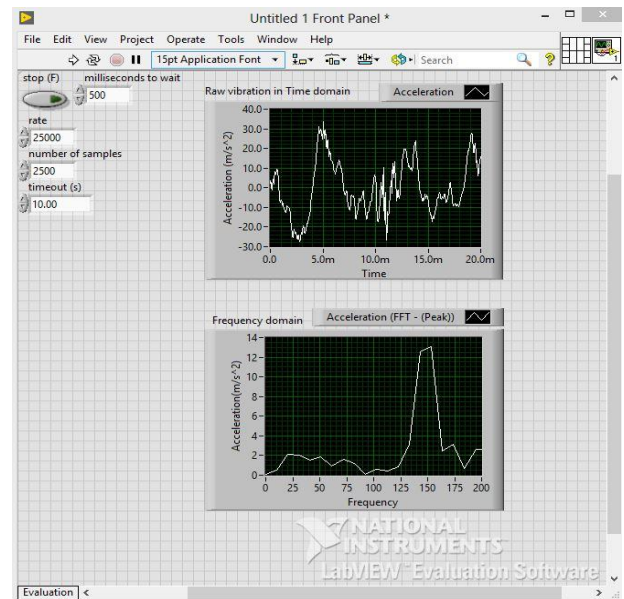 Untitled 1 Front Panel *
File Edit View Project Operate Tools Window Help
15pt Application Font Search
stop (F) milliseconds to wait
500
rate
25000
number of samples
2500
timeout (s)
10.00
Raw vibration in Time domain Acceleration
Acceleration (m/s^2)
40.0
30.0
20.0
10.0
0.0
-10.0
-20.0
-30.0
0.0 5.0m 10.0m 15.0m 20.0m
Time
Frequency domain Acceleration (FFT - (Peak))
Acceleration(m/s^2)
14
10
8
6
4
2
0
0 25 50 75 100 125 150 175 200
Frequency
NATIONAL
INSTRUMENTS
LabVIEW Evaluation Software
Evaluation